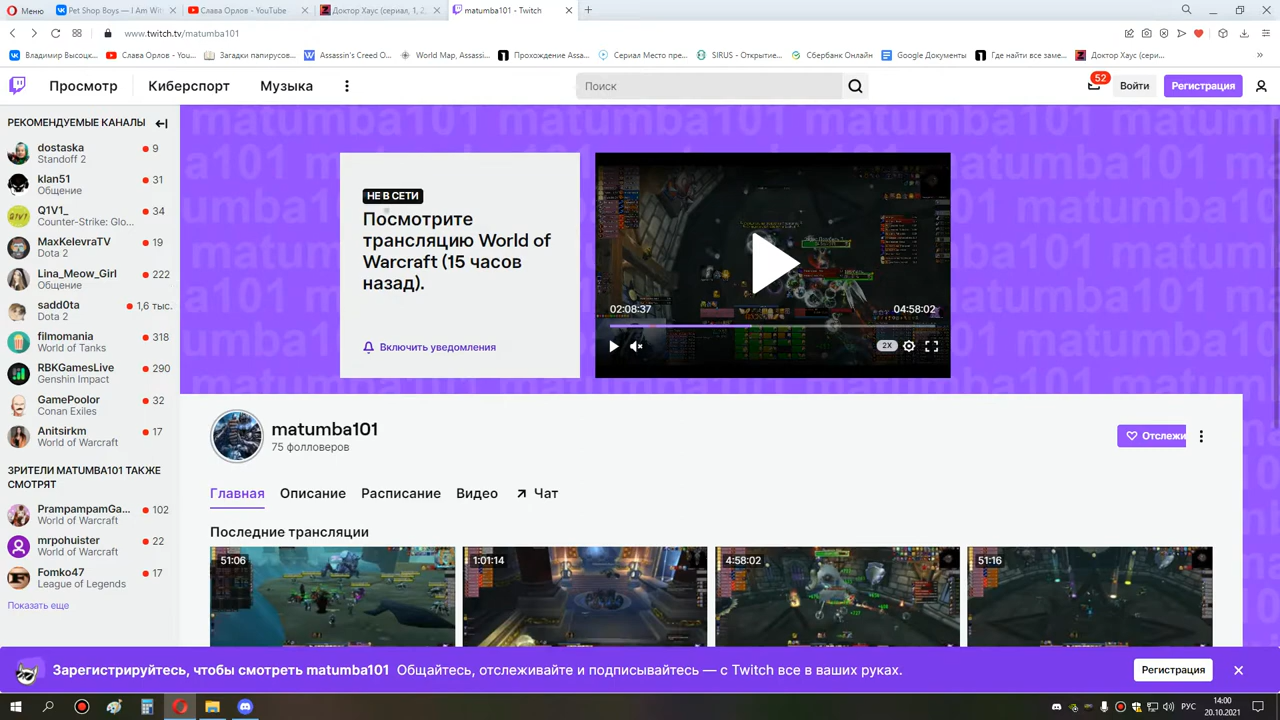 Меню
Pet Shop Boys — I Am Wit
Слава Орлов - YouTube
Доктор Хаус (сериал, 1, 2,
matumba101 - Twitch
www.twitch.tv/matumba101
Владимир Высоцк...
Слава Орлов - You...
Загадки папирусов...
Assassin's Creed O...
World Map, Assassi...
Прохождение Assa...
Сериал Место пре...
SIRUS - Открытие...
Сбербанк Онлайн
Google Документы
Где найти все заме...
Доктор Хаус (сери...
Просмотр
Киберспорт
Музыка
Поиск
52
Войти
Регистрация
РЕКОМЕНДУЕМЫЕ КАНАЛЫ
dostaska
9
Standoff 2
klan51
31
Общение
Q1V1_
34
Counter-Strike: Glo...
MaxKelevraTV
19
Dota 2
Lina_Meow_Girl
222
Общение
sadd0ta
1,6 тыс.
Dota 2
filmomania
318
World of Tanks
RBKGamesLive
290
Genshin Impact
GamePoolor
32
Conan Exiles
Anitsirkm
17
World of Warcraft
ЗРИТЕЛИ MATUMBA101 ТАКЖЕ
СМОТРЯТ
PrampampamGa...
102
World of Warcraft
mrpohuister
22
World of Warcraft
Fomko47
17
League of Legends
Показать еще
НЕ В СЕТИ
Посмотрите
трансляцию World of
Warcraft (15 часов
назад).
Включить уведомления
02:08:37
04:58:02
2X
matumba101
75 фолловеров
Отслежи
Главная
Описание
Расписание
Видео
Чат
Последние трансляции
51:06
1:01:14
4:58:02
51:16
Зарегистрируйтесь, чтобы смотреть matumba101 Общайтесь, отслеживайте и подписывайтесь — с Twitch все в ваших руках.
Регистрация
РУС
14:00
20.10.2021